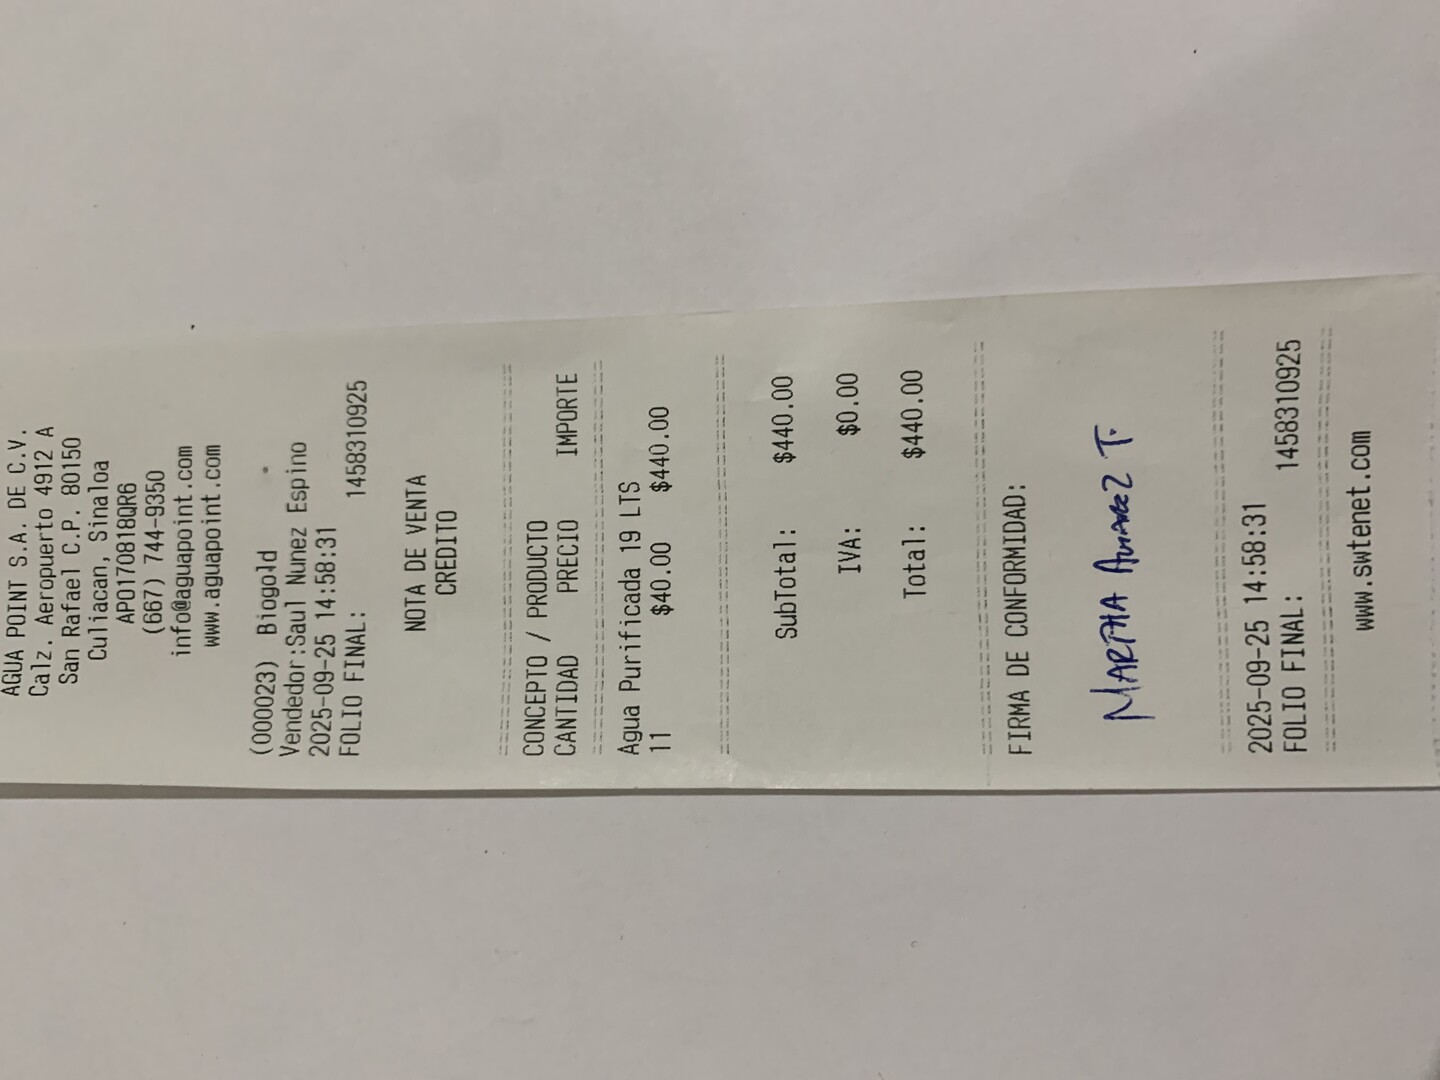 AGUA POINT S.A. DE C.V.
Calz. Aeropuerto 4912 A
San Rafael C.P. 80150
Culiacan, Sinaloa
APO170818QR6
(667) 744-9350
info@aguapoint.com
www.aguapoint.com
(000023) Biogold
Vendedor:Saul Nunez Espino
2025-09-25 14:58:31
FOLIO FINAL: 1458310925
NOTA DE VENTA
CREDITO
CONCEPTO / PRODUCTO
CANTIDAD PRECIO IMPORTE
Agua Purificada 19 LTS
11 $40.00 $440.00
SubTotal: $440.00
IVA: $0.00
Total: $440.00
FIRMA DE CONFORMIDAD:
MARTHA T.
2025-09-25 14:58:31
FOLIO FINAL: 1458310925
www.swtenet.com